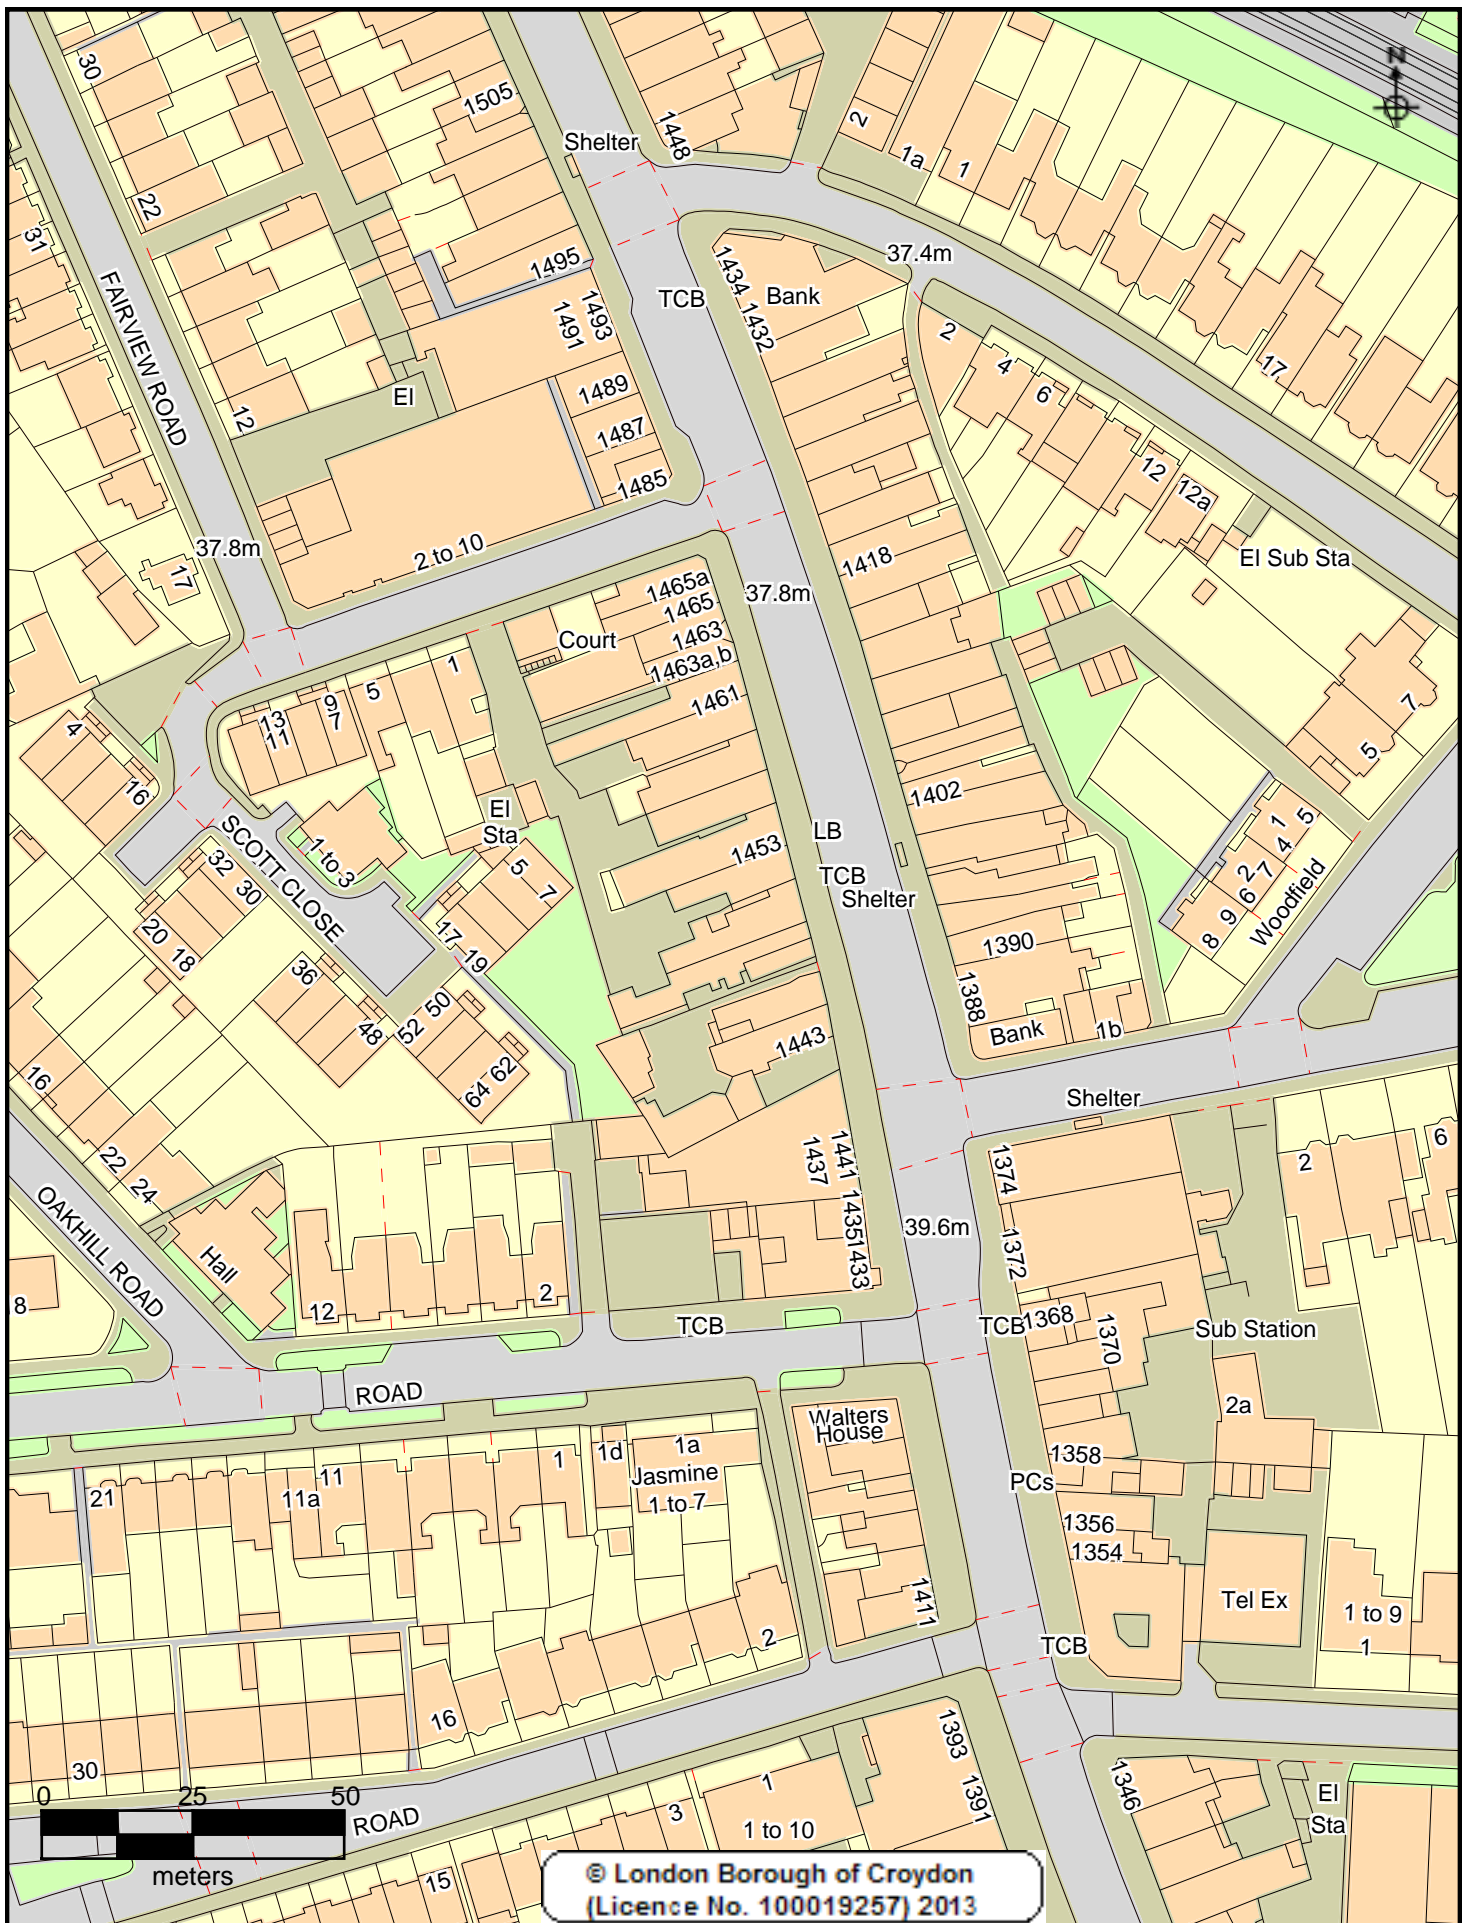 N
30
1505
Shelter
1448
2
1a
1
22
31
FAIRVIEW ROAD
1495
1493
1491
TCB
1434
1432
Bank
37.4m
2
4
6
17
12
El
1489
1487
1485
12
12a
37.8m
17
2 to 10
1418
El Sub Sta
37.8m
1465a
1465
1463
1463a,b
1461
Court
1
5
9
7
13
11
4
16
7
5
El
Sta
1402
SCOTT CLOSE
1 to 3
32
30
20
18
5
7
17
19
1453
LB
TCB
Shelter
1
5
4
2
7
6
9
8
Woodfield
36
48
50
52
62
64
1390
1388
Bank
1b
1443
Shelter
16
22
24
OAKHILL ROAD
Hall
1441
1437
1435
1433
1374
1372
39.6m
2
6
8
12
2
TCB
TCB
1368
1370
Sub Station
ROAD
2a
Walters
House
1358
PCs
1356
1354
21
11
11a
1
1d
1a
Jasmine
1 to 7
Tel Ex
1 to 9
1
1411
TCB
2
16
30
1393
1391
1346
El
Sta
0
25
50
meters
ROAD
15
3
1
1 to 10
© London Borough of Croydon
(Licence No. 100019257) 2013